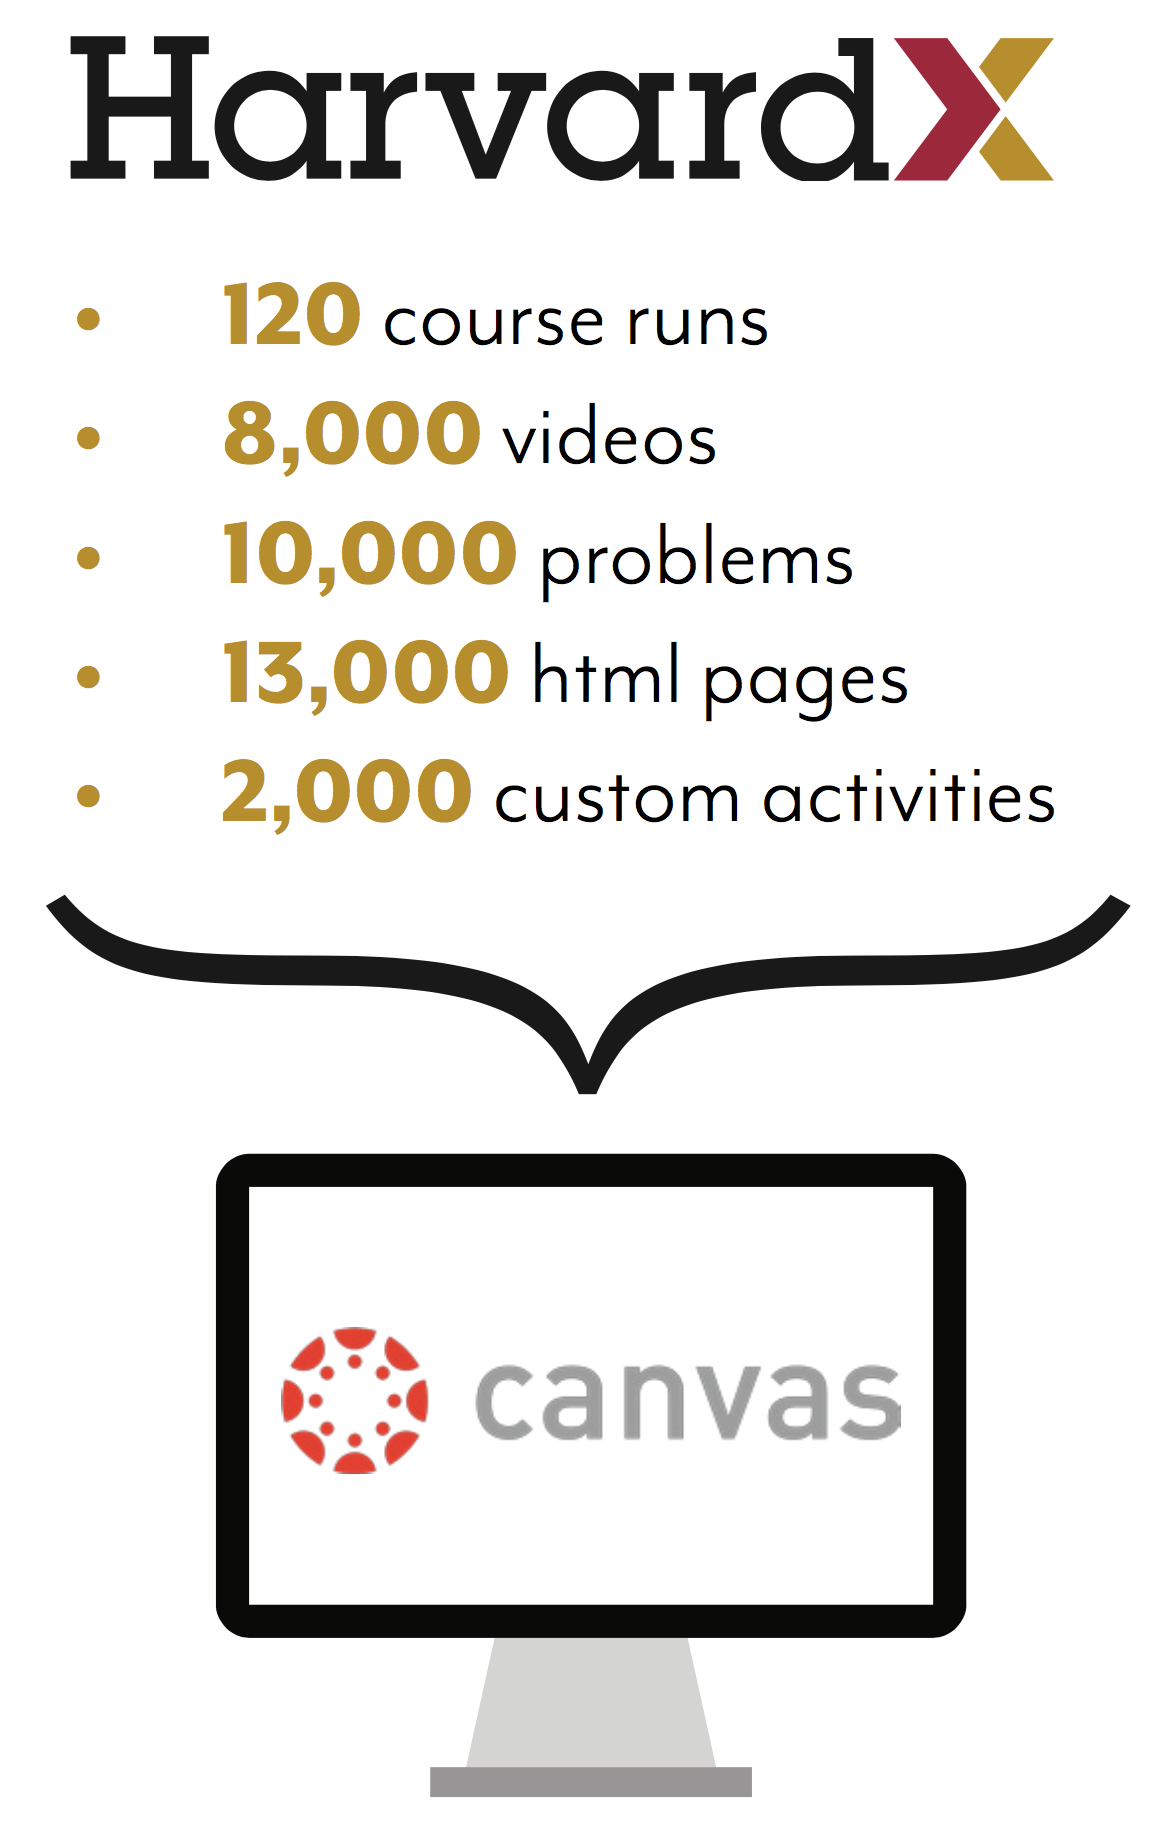 HarvardX
• 120 course runs
• 8,000 videos
• 10,000 problems
• 13,000 html pages
• 2,000 custom activities
canvas